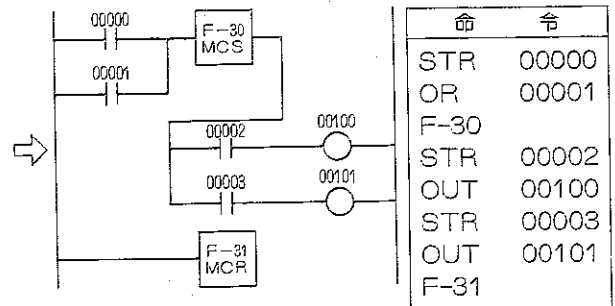 00000
F-30
MCS
00001
00002
00100
00003
00101
F-31
MCR
命 令
STR 00000
OR 00001
F-30
STR 00002
OUT 00100
STR 00003
OUT 00101
F-31